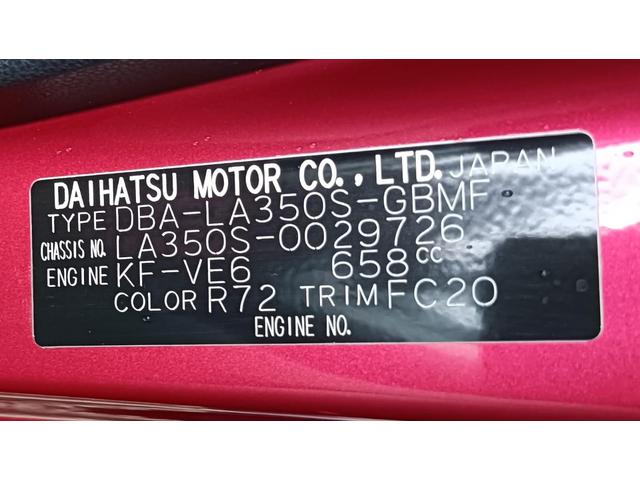 DAIHATSU MOTOR CO., LTD. JAPAN
TYPE DBA-LA350S-GBMF
CHASSIS NO. LA350S-0029726
ENGINE KF-VE6 658cc
COLOR R72 TRIM FC20
ENGINE NO.